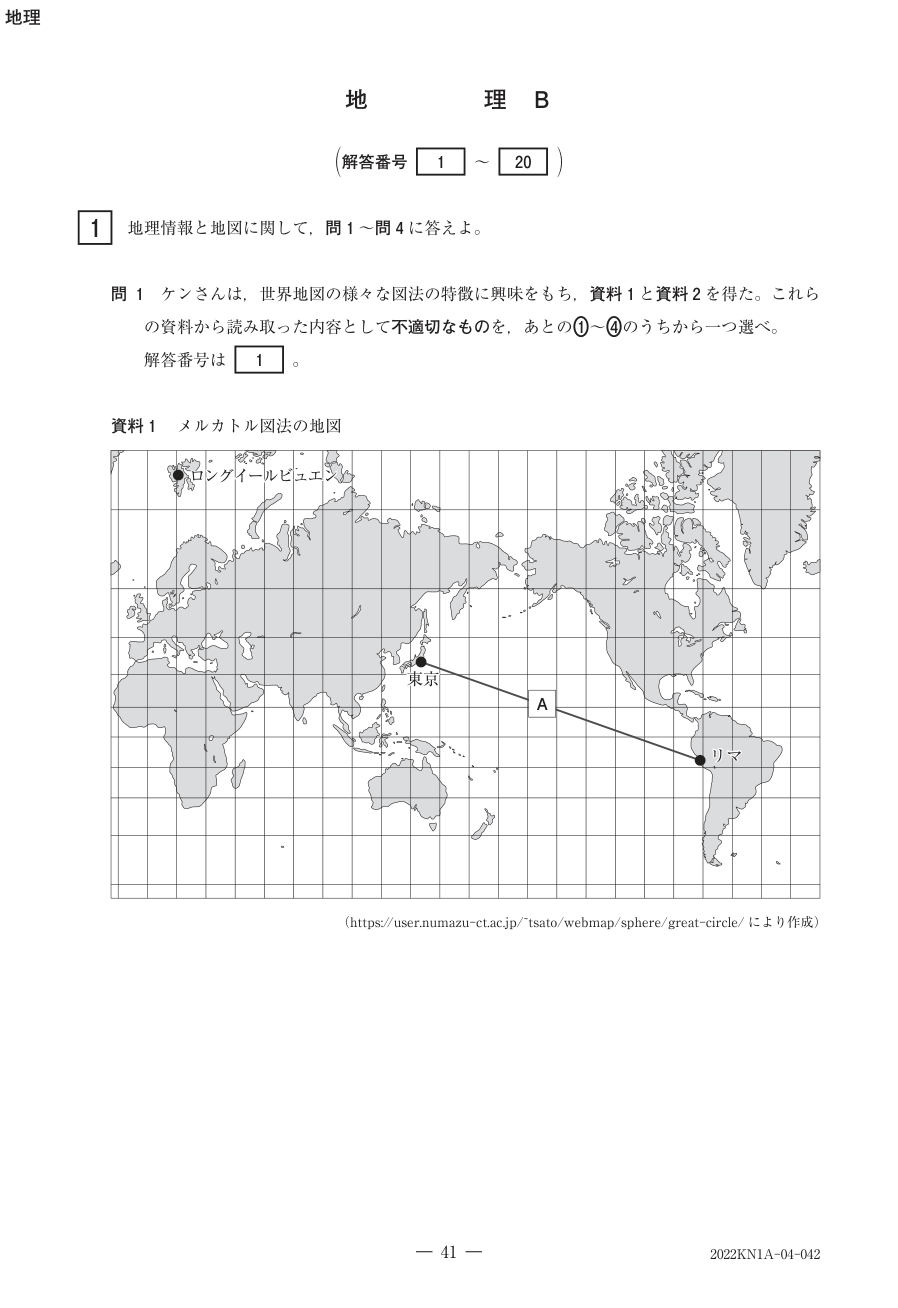 地理
地 理 B
(解答番号 1 ～ 20 )
1 地理情報と地図に関して，問1～問4に答えよ。
問 1 ケンさんは，世界地図の様々な図法の特徴に興味をもち，資料1と資料2を得た。これら
の資料から読み取った内容として不適切なものを，あとの①～④のうちから一つ選べ。
解答番号は 1 。
資料1 メルカトル図法の地図
ロングイールビュエン
東京
A
リマ
（https://user.numazu-ct.ac.jp/~tsato/webmap/sphere/great-circle/ により作成）
― 41 ―
2022KN1A-04-042